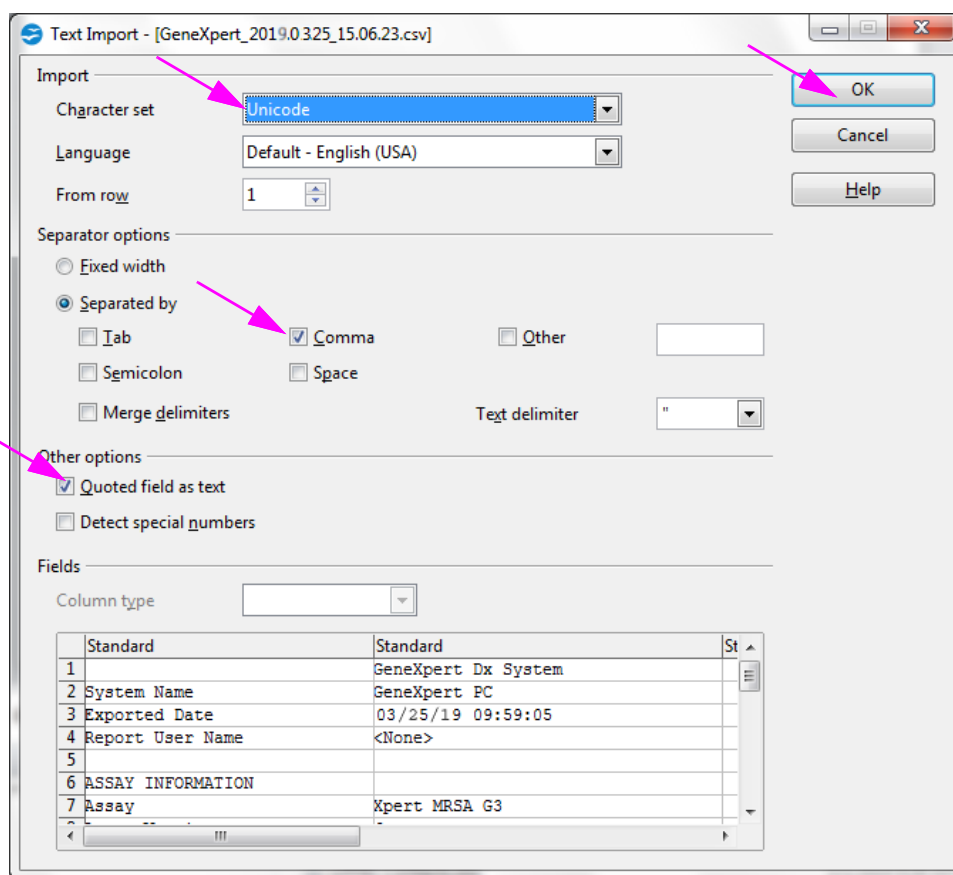 Text Import - [GeneXpert_2019.0 325_15.06.23.csv]
Import
OK
Character set Unicode
Cancel
Language Default - English (USA)
From row 1
Help
Separator options
Fixed width
Separated by
Tab Comma Other
Semicolon Space
Merge delimiters Text delimiter "
Other options
Quoted field as text
Detect special numbers
Fields
Column type
Standard Standard St
1 GeneXpert Dx System
2 System Name GeneXpert PC
3 Exported Date 03/25/19 09:59:05
4 Report User Name <None>
5
6 ASSAY INFORMATION
7 Assay Xpert MRSA G3